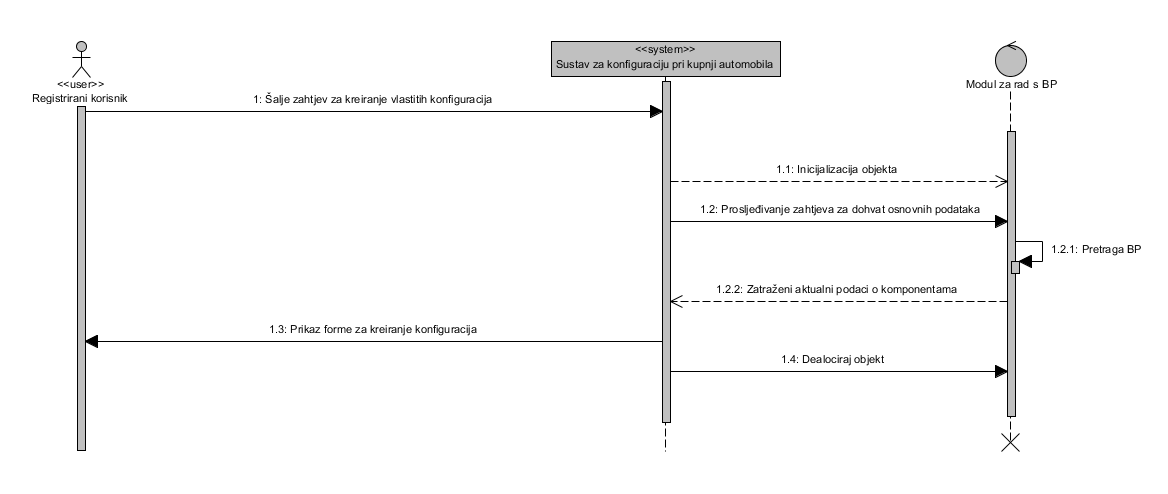 <<system>>
Sustav za konfiguraciju pri kupnji automobila
<<user>>
Registrirani korisnik
Modul za rad s BP
1: Šalje zahtjev za kreiranje vlastitih konfiguracija
1.1: Inicijalizacija objekta
1.2: Prosljeđivanje zahtjeva za dohvat osnovnih podataka
1.2.1: Pretraga BP
1.2.2: Zatraženi aktualni podaci o komponentama
1.3: Prikaz forme za kreiranje konfiguracija
1.4: Dealociraj objekt